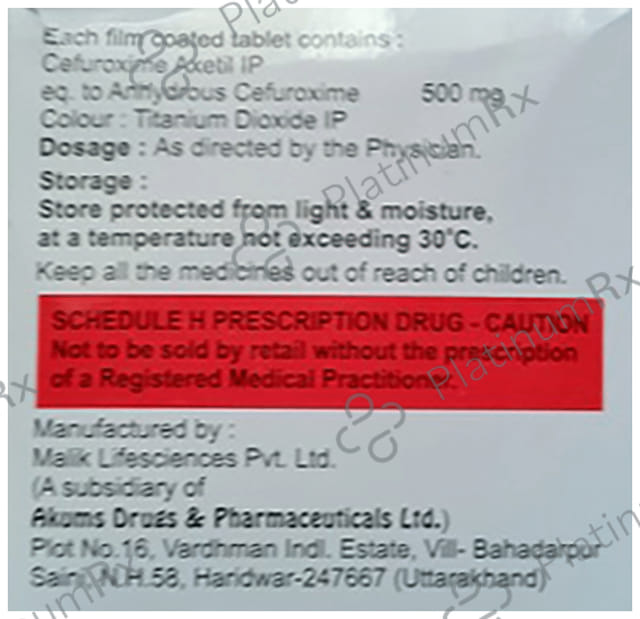 Each film coated tablet contains :
Cefuroxime Axetil IP
eq. to Anhydrous Cefuroxime 500 mg
Colour : Titanium Dioxide IP
Dosage : As directed by the Physician.
Storage :
Store protected from light & moisture,
at a temperature not exceeding 30°C.
Keep all the medicines out of reach of children.
SCHEDULE H PRESCRIPTION DRUG - CAUTION
Not to be sold by retail without the prescription
of a Registered Medical Practitioner.
Manufactured by :
Malik Lifesciences Pvt. Ltd.
(A subsidiary of
Akums Drugs & Pharmaceuticals Ltd.)
Plot No.16, Vardhman Indl. Estate, Vill- Bahadarpur
Saini, N.H.58, Haridwar-247667 (Uttarakhand)
PlatinumRx
PlatinumRx